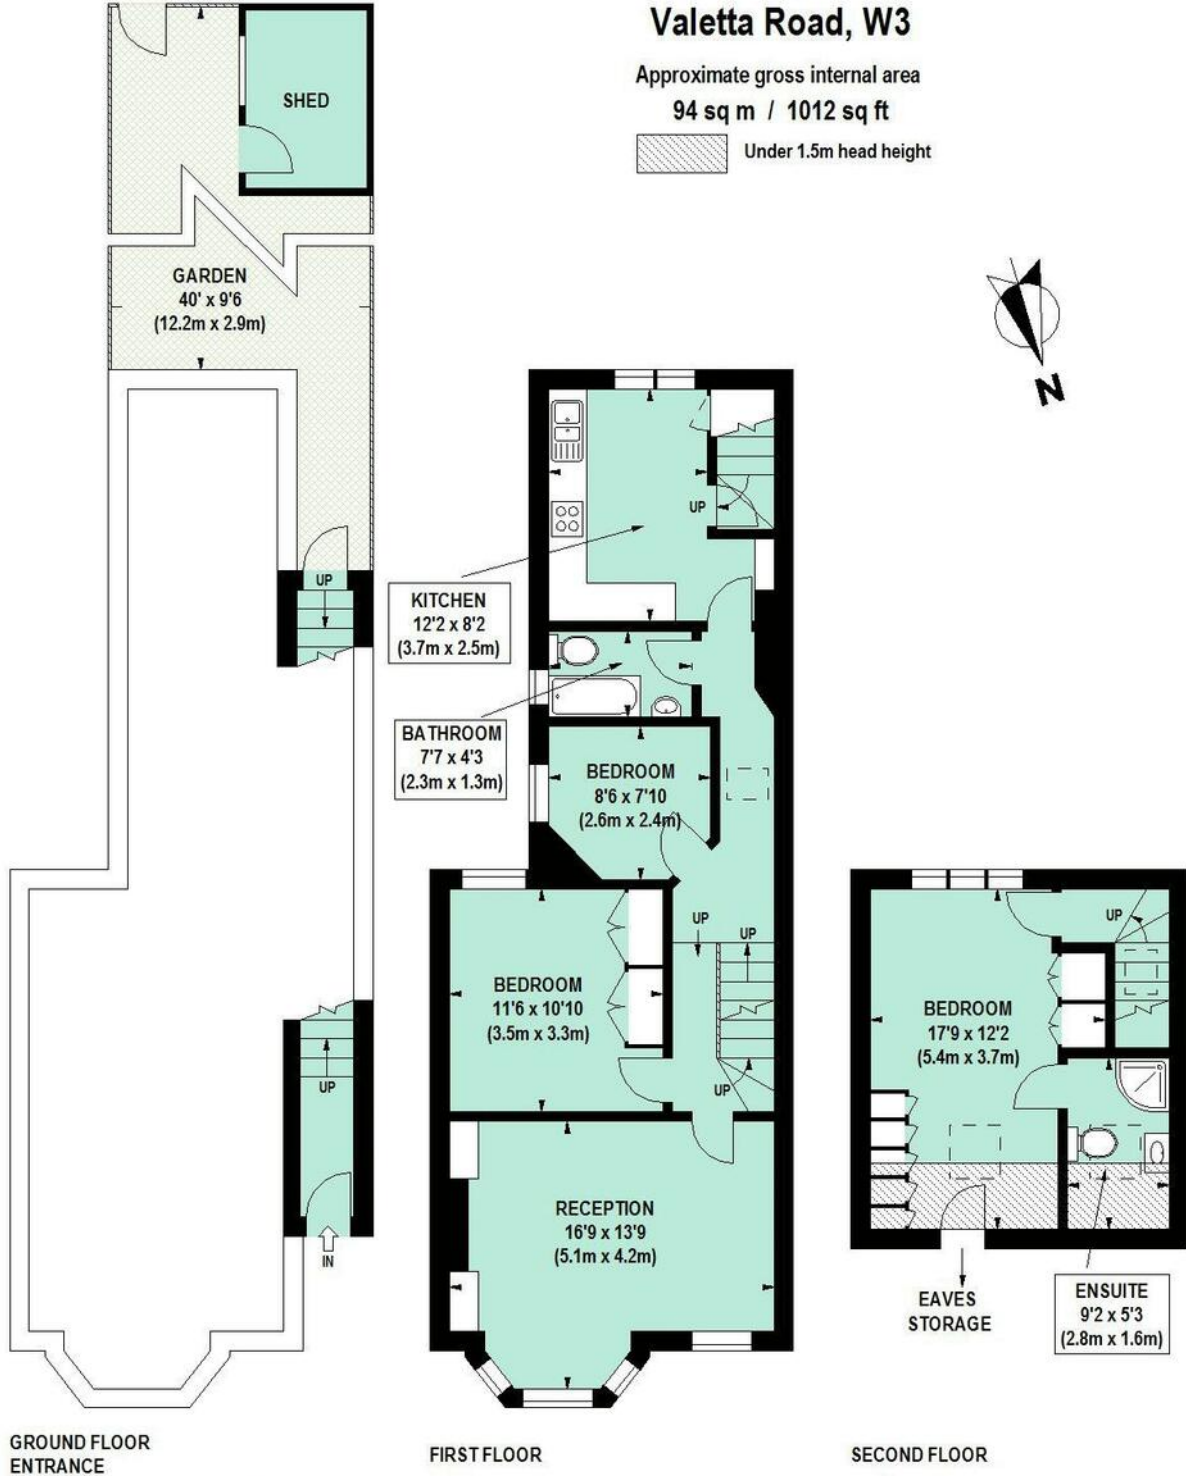 Valetta Road, W3
Approximate gross internal area
94 sq m / 1012 sq ft
Under 1.5m head height
N
SHED
GARDEN
40' x 9'6
(12.2m x 2.9m)
UP
UP
IN
GROUND FLOOR
ENTRANCE
UP
KITCHEN
12'2 x 8'2
(3.7m x 2.5m)
BATHROOM
7'7 x 4'3
(2.3m x 1.3m)
BEDROOM
8'6 x 7'10
(2.6m x 2.4m)
UP
UP
BEDROOM
11'6 x 10'10
(3.5m x 3.3m)
UP
RECEPTION
16'9 x 13'9
(5.1m x 4.2m)
FIRST FLOOR
UP
BEDROOM
17'9 x 12'2
(5.4m x 3.7m)
EAVES
STORAGE
ENSUITE
9'2 x 5'3
(2.8m x 1.6m)
SECOND FLOOR